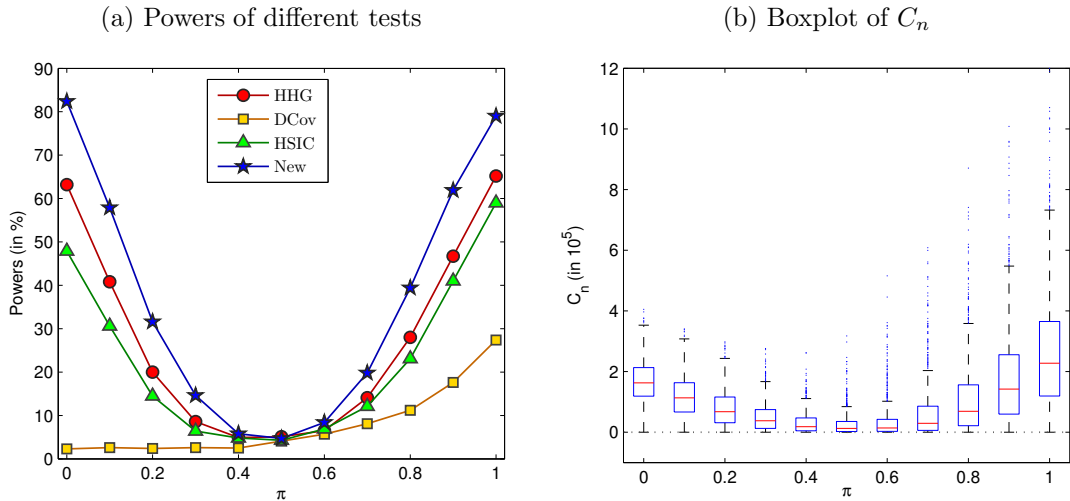 (a) Powers of different tests
90
80
70
60
50
40
30
20
10
0
Powers (in %)
HHG
DCov
HSIC
New
0 0.2 0.4 0.6 0.8 1
π
(b) Boxplot of Cn
12
10
8
6
4
2
0
C_n (in 10^5)
0 0.2 0.4 0.6 0.8 1
π